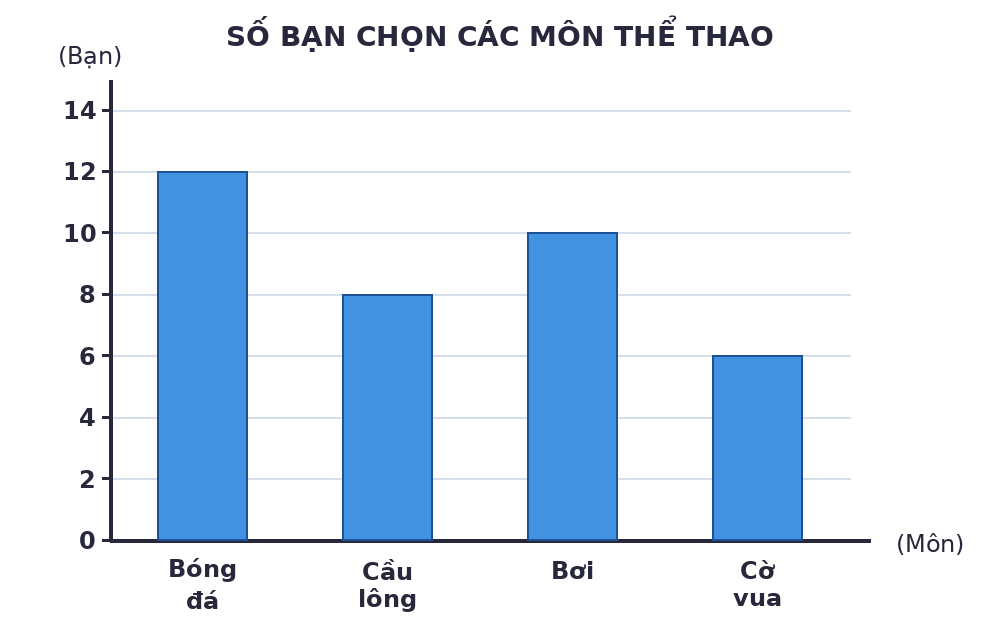 SỐ BẠN CHỌN CÁC MÔN THỂ THAO
(Bạn)
14
12
10
8
6
4
2
0
(Môn)
Bóng
đá
Cầu
lông
Bơi
Cờ
vua